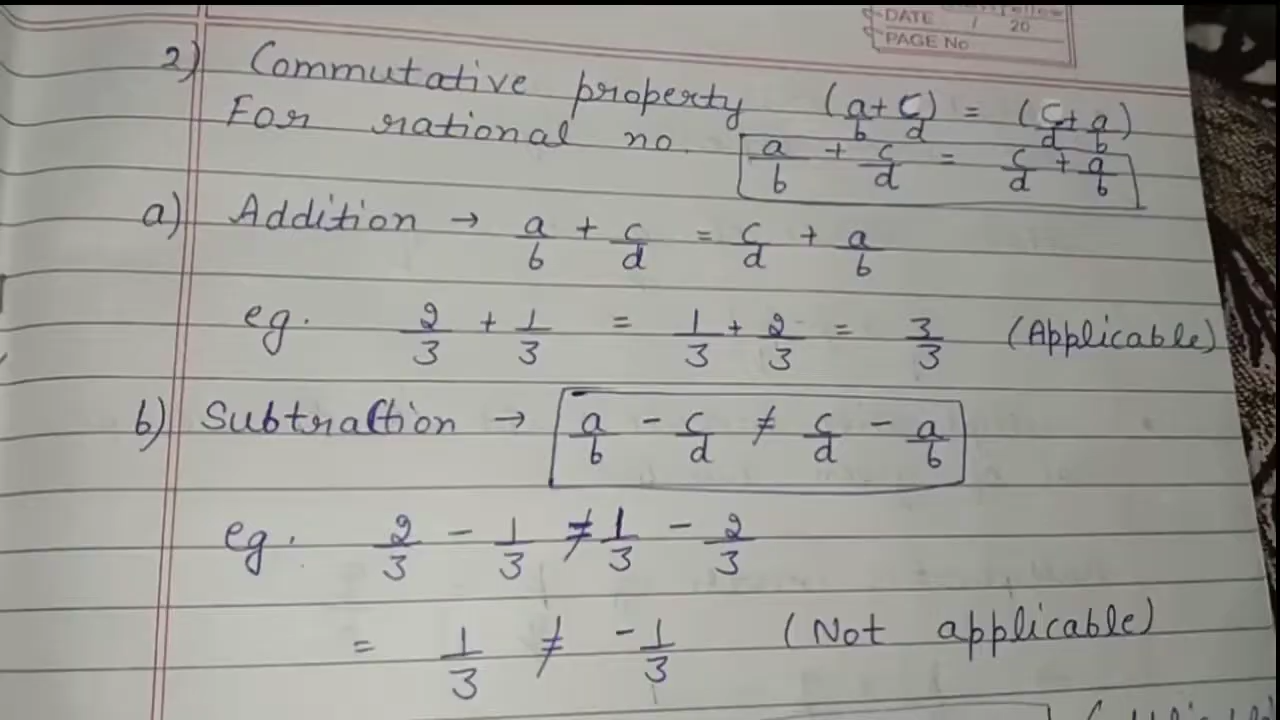 DATE / 20
PAGE No
2) Commutative property (a/b + c/d) = (c/d + a/b)
For rational no. a/b + c/d = c/d + a/b
a) Addition → a/b + c/d = c/d + a/b
eg. 2/3 + 1/3 = 1/3 + 2/3 = 3/3 (Applicable)
b) Subtraction → a/b - c/d ≠ c/d - a/b
eg. 2/3 - 1/3 ≠ 1/3 - 2/3
= 1/3 ≠ -1/3 (Not applicable)